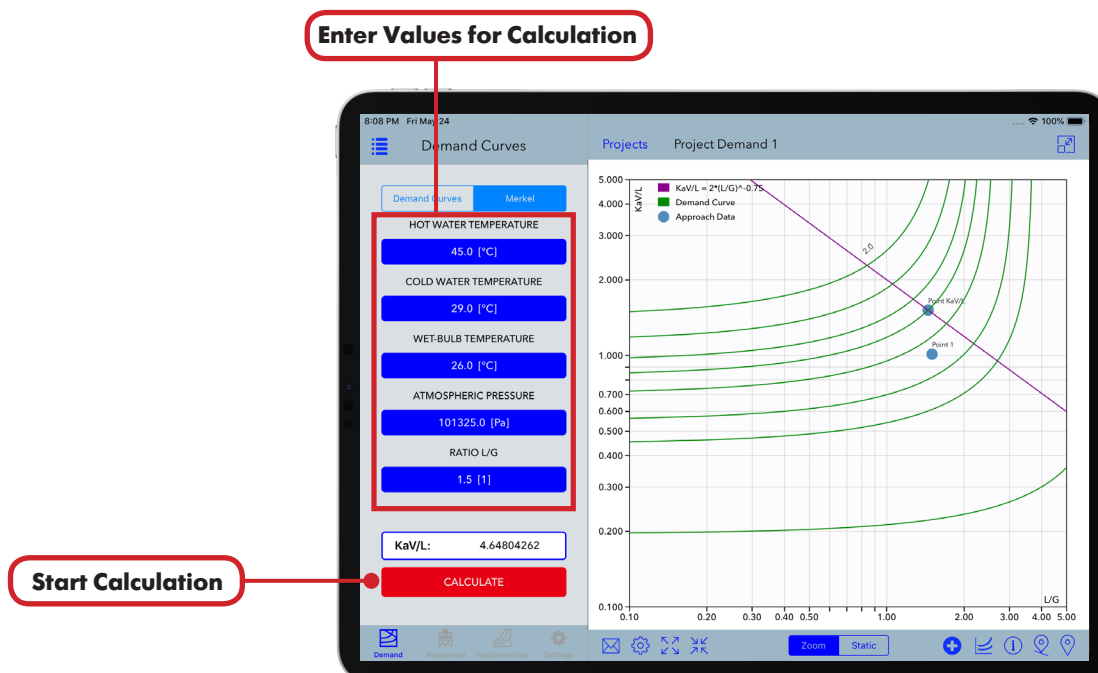 Enter Values for Calculation
8:08 PM Fri May 24
100%
Demand Curves
Projects
Project Demand 1
Demand Curves
Merkel
HOT WATER TEMPERATURE
45.0 [°C]
COLD WATER TEMPERATURE
29.0 [°C]
WET-BULB TEMPERATURE
26.0 [°C]
ATMOSPHERIC PRESSURE
101325.0 [Pa]
RATIO L/G
1.5 [1]
KaV/L: 4.64804262
CALCULATE
Start Calculation
Demand
Mechanical
Psychrometrics
Settings
KaV/L
KaV/L = 2*(L/G)^-0.75
Demand Curve
Approach Data
2.0
Point KaV/L
Point 1
5.000
4.000
3.000
2.000
1.000
0.700
0.600
0.500
0.400
0.300
0.200
0.100
L/G
0.10 0.20 0.30 0.40 0.50 1.00 2.00 3.00 4.00 5.00
Zoom
Static